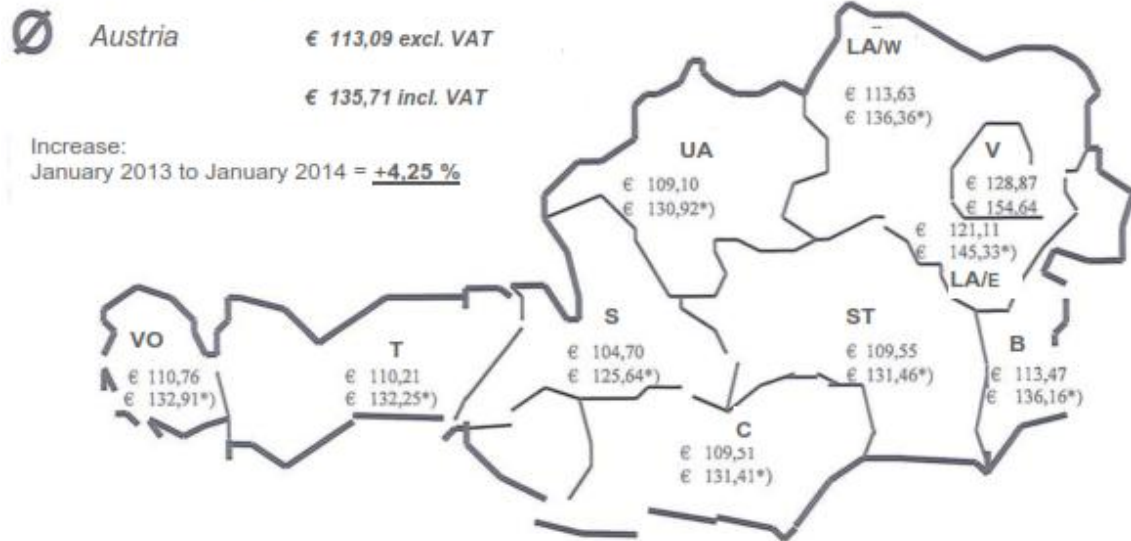 Ø Austria € 113,09 excl. VAT
€ 135,71 incl. VAT
Increase:
January 2013 to January 2014 = +4,25 %
LA/W
€ 113,63
€ 136,36*)
UA
€ 109,10
€ 130,92*)
V
€ 128,87
€ 154,64
€ 121,11
€ 145,33*)
LA/E
VO
€ 110,76
€ 132,91*)
T
€ 110,21
€ 132,25*)
S
€ 104,70
€ 125,64*)
ST
€ 109,55
€ 131,46*)
B
€ 113,47
€ 136,16*)
C
€ 109,51
€ 131,41*)